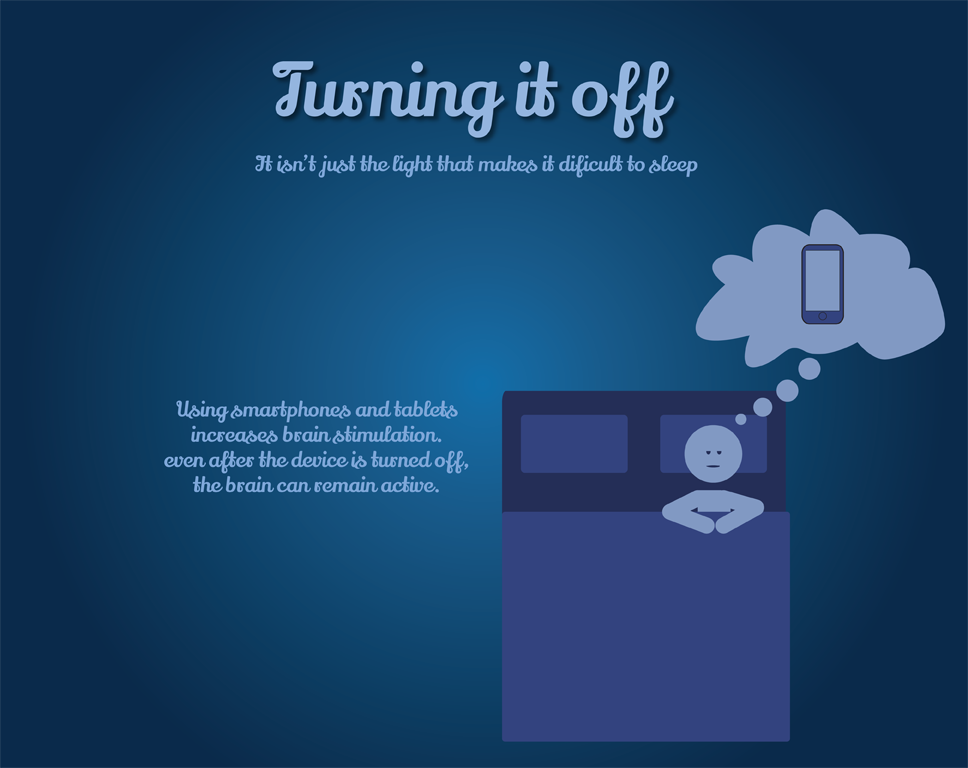 Turning it off
It isn't just the light that makes it dificult to sleep
Using smartphones and tablets
increases brain stimulation.
even after the device is turned off,
the brain can remain active.